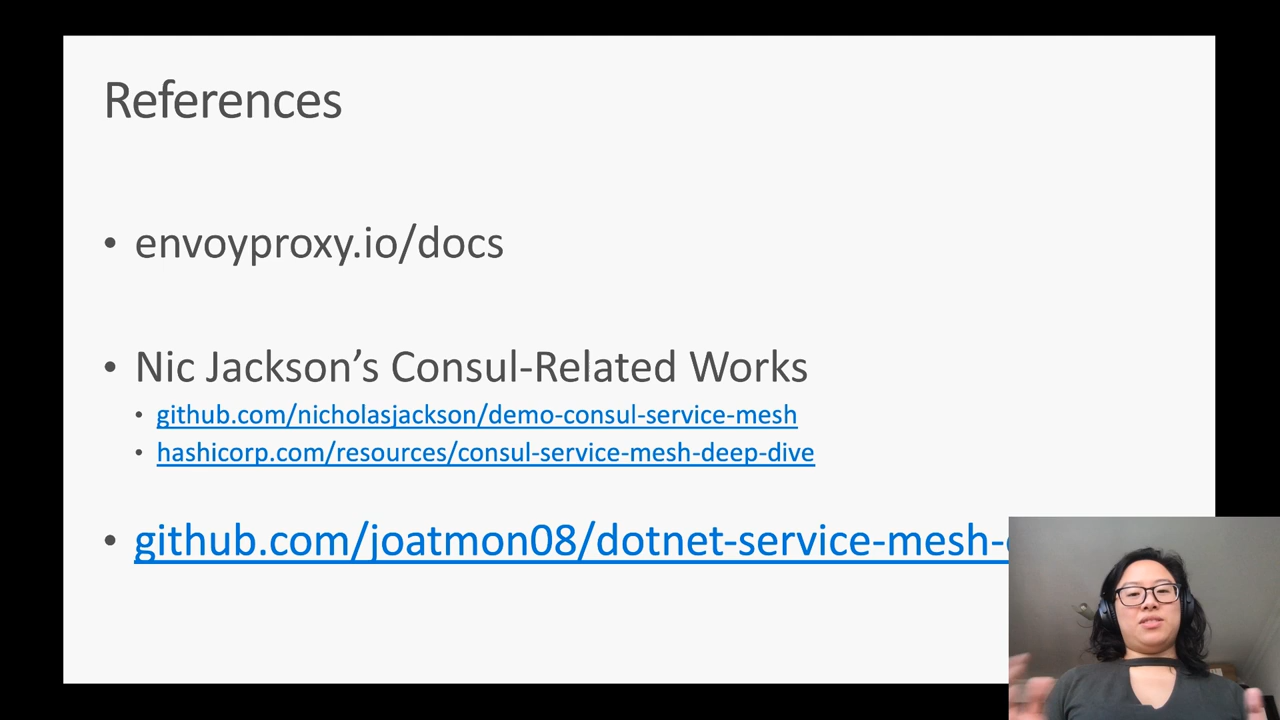 References
• envoyproxy.io/docs
• Nic Jackson’s Consul-Related Works
• github.com/nicholasjackson/demo-consul-service-mesh
• hashicorp.com/resources/consul-service-mesh-deep-dive
• github.com/joatmon08/dotnet-service-mesh-